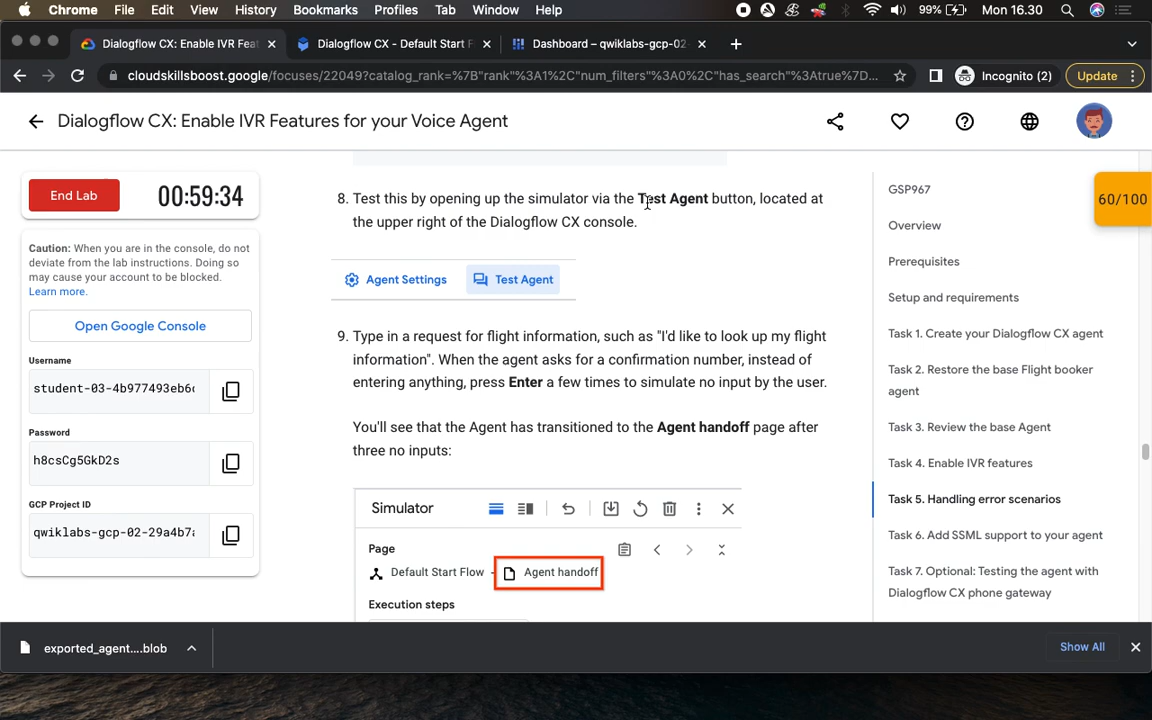 Chrome File Edit View History Bookmarks Profiles Tab Window Help 99% Mon 16.30
Dialogflow CX: Enable IVR Feat
Dialogflow CX - Default Start F
Dashboard – qwiklabs-gcp-02-
cloudskillsboost.google/focuses/22049?catalog_rank=%7B"rank"%3A1%2C"num_filters"%3A0%2C"has_search"%3Atrue%7D...
Incognito (2)
Update
Dialogflow CX: Enable IVR Features for your Voice Agent
End Lab
00:59:34
Caution: When you are in the console, do not
deviate from the lab instructions. Doing so
may cause your account to be blocked.
Learn more.
Open Google Console
Username
student-03-4b977493eb6
Password
h8csCg5GkD2s
GCP Project ID
qwiklabs-gcp-02-29a4b7
8. Test this by opening up the simulator via the Test Agent button, located at
the upper right of the Dialogflow CX console.
Agent Settings
Test Agent
9. Type in a request for flight information, such as "I'd like to look up my flight
information". When the agent asks for a confirmation number, instead of
entering anything, press Enter a few times to simulate no input by the user.
You'll see that the Agent has transitioned to the Agent handoff page after
three no inputs:
Simulator
Page
Default Start Flow - Agent handoff
Execution steps
60/100
GSP967
Overview
Prerequisites
Setup and requirements
Task 1. Create your Dialogflow CX agent
Task 2. Restore the base Flight booker
agent
Task 3. Review the base Agent
Task 4. Enable IVR features
Task 5. Handling error scenarios
Task 6. Add SSML support to your agent
Task 7. Optional: Testing the agent with
Dialogflow CX phone gateway
exported_agent....blob
Show All